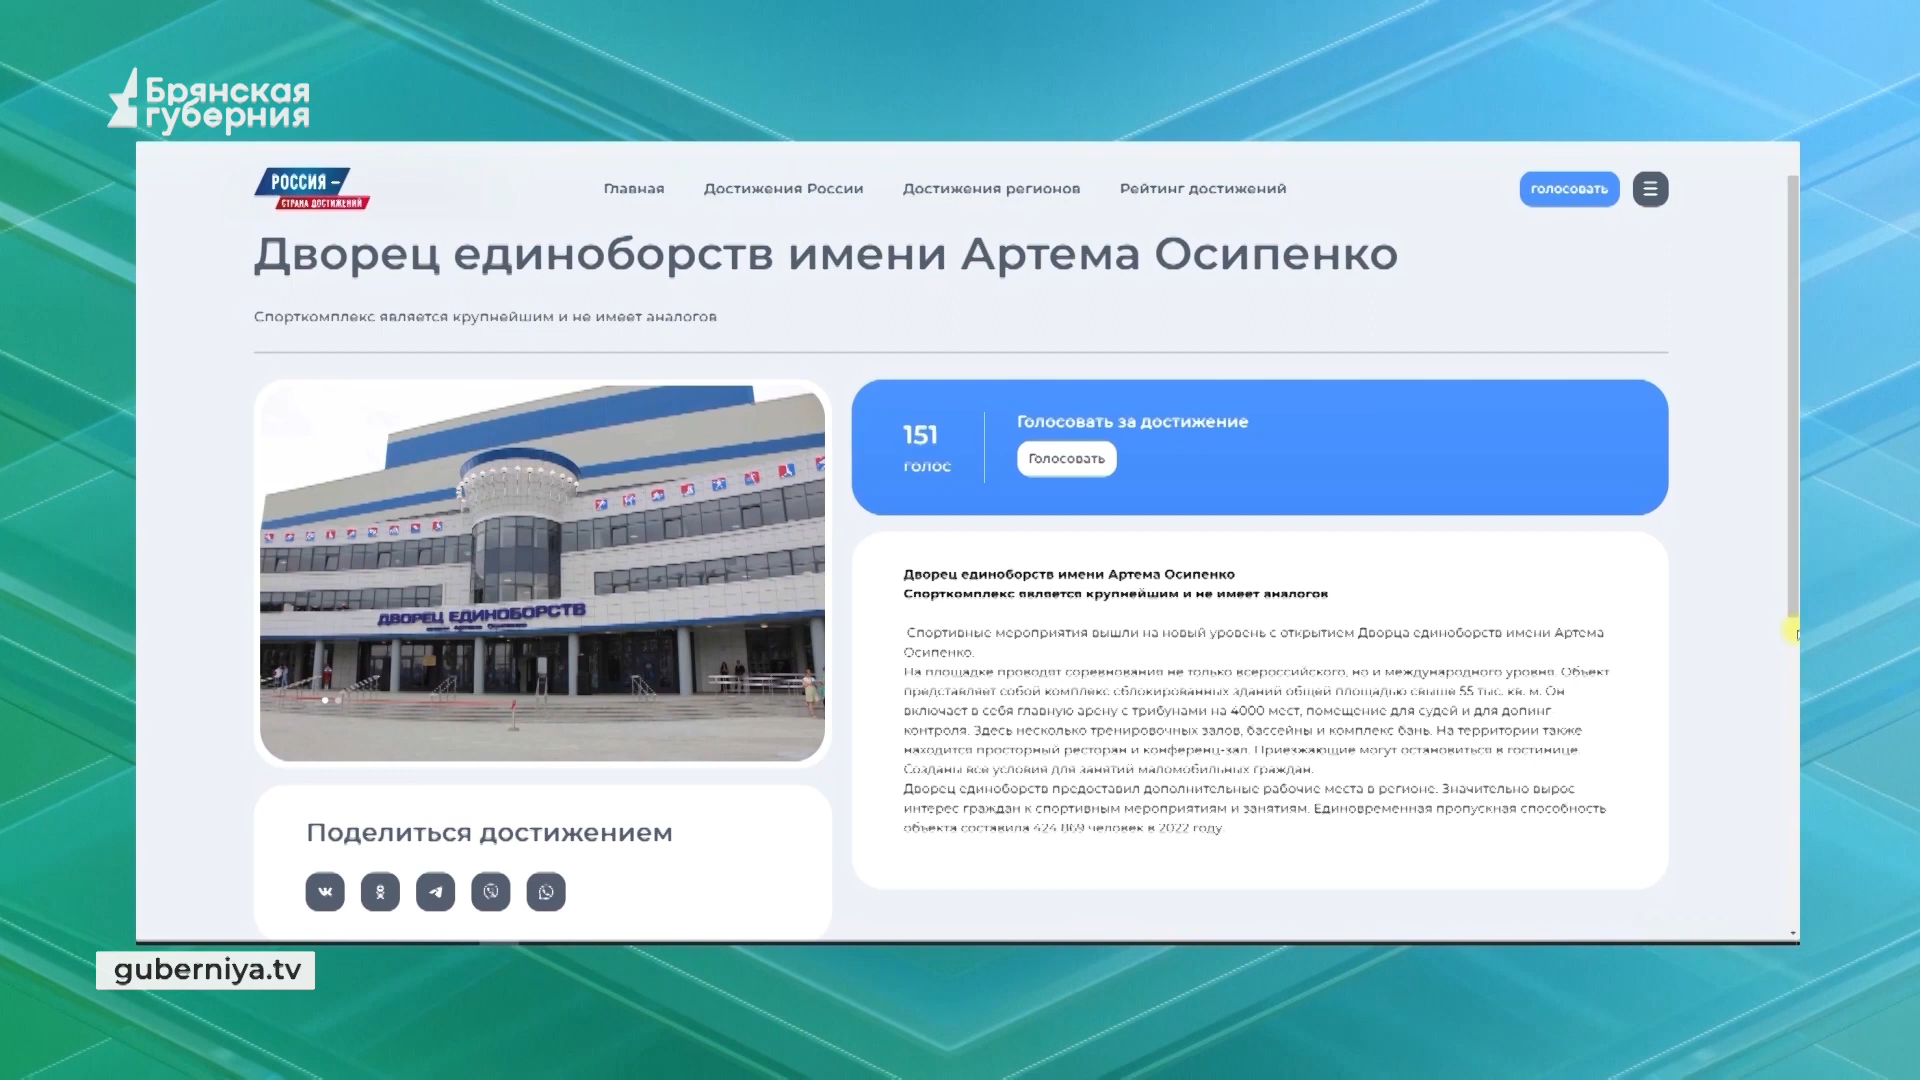 Брянская
губерния
РОССИЯ –
СТРАНА ДОСТИЖЕНИЙ
Главная
Достижения России
Достижения регионов
Рейтинг достижений
голосовать
Дворец единоборств имени Артема Осипенко
Спорткомплекс является крупнейшим и не имеет аналогов
ДВОРЕЦ ЕДИНОБОРСТВ
имени Артема Осипенко
151
голос
Голосовать за достижение
Голосовать
Дворец единоборств имени Артема Осипенко
Спорткомплекс является крупнейшим и не имеет аналогов
Спортивные мероприятия вышли на новый уровень с открытием Дворца единоборств имени Артема
Осипенко.
На площадке проводят соревнования не только всероссийского, но и международного уровня. Объект
представляет собой комплекс сблокированных зданий общей площадью свыше 55 тыс. кв. м. Он
включает в себя главную арену с трибунами на 4000 мест, помещение для судей и для допинг
контроля. Здесь несколько тренировочных залов, бассейны и комплекс бань. На территории также
находится просторный ресторан и конференц-зал. Приезжающие могут остановиться в гостинице.
Созданы все условия для занятий маломобильных граждан.
Дворец единоборств предоставил дополнительные рабочие места в регионе. Значительно вырос
интерес граждан к спортивным мероприятиям и занятиям. Единовременная пропускная способность
объекта составила 424 869 человек в 2022 году.
Поделиться достижением
guberniya.tv